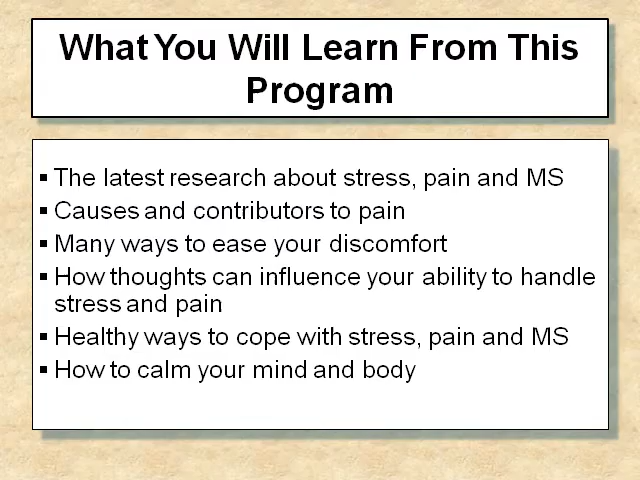 What You Will Learn From This
Program
▪ The latest research about stress, pain and MS
▪ Causes and contributors to pain
▪ Many ways to ease your discomfort
▪ How thoughts can influence your ability to handle
stress and pain
▪ Healthy ways to cope with stress, pain and MS
▪ How to calm your mind and body